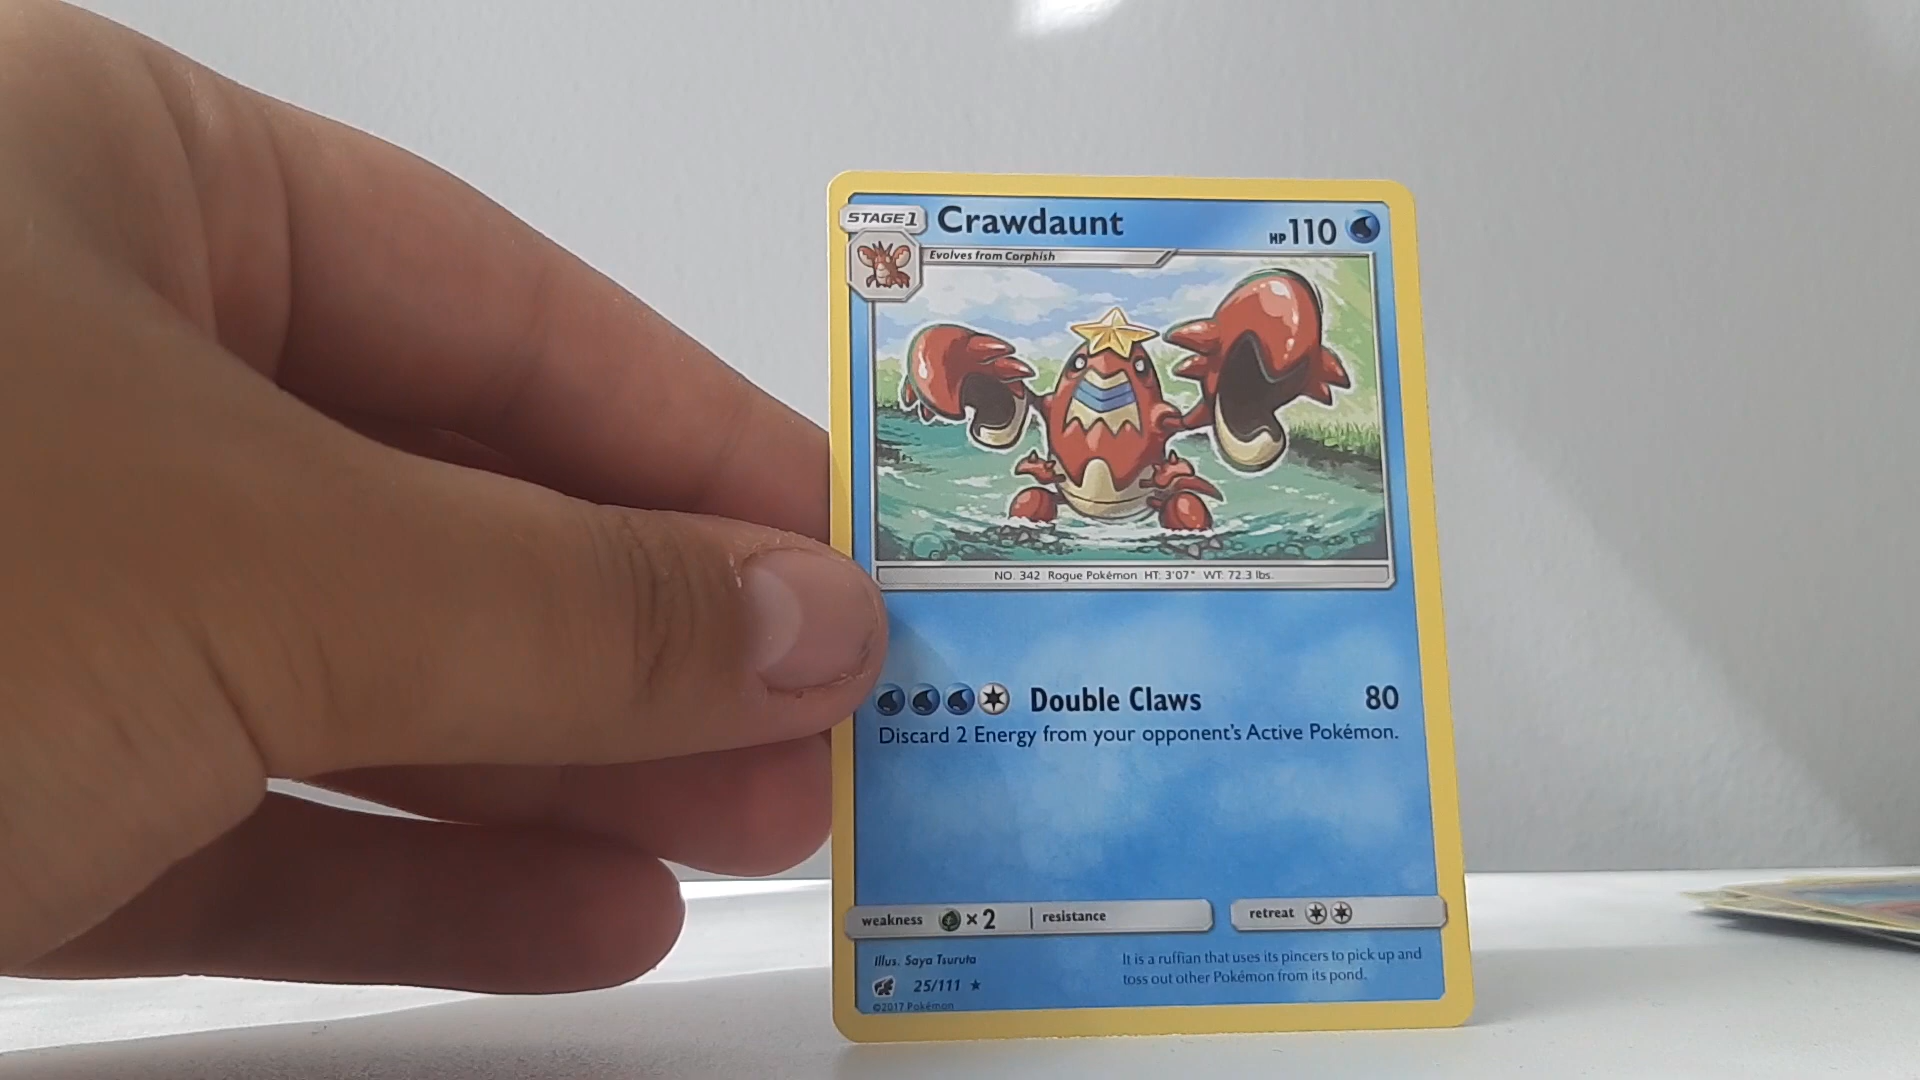 STAGE1 Crawdaunt HP110
Evolves from Corphish
NO. 342 Rogue Pokémon HT: 3'07" WT: 72.3 lbs.
Double Claws 80
Discard 2 Energy from your opponent's Active Pokémon.
weakness ×2 resistance retreat
Illus. Saya Tsuruta
25/111
©2017 Pokémon
It is a ruffian that uses its pincers to pick up and
toss out other Pokémon from its pond.